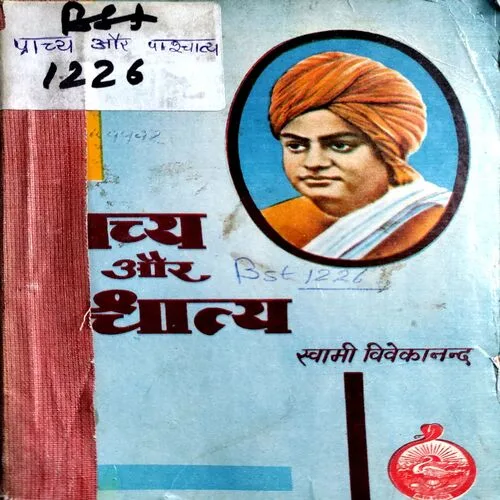 Bst
प्राच्य और पाश्चात्य
1226
च्य
और
Bst 1226
श्चात्य
स्वामी विवेकानन्द